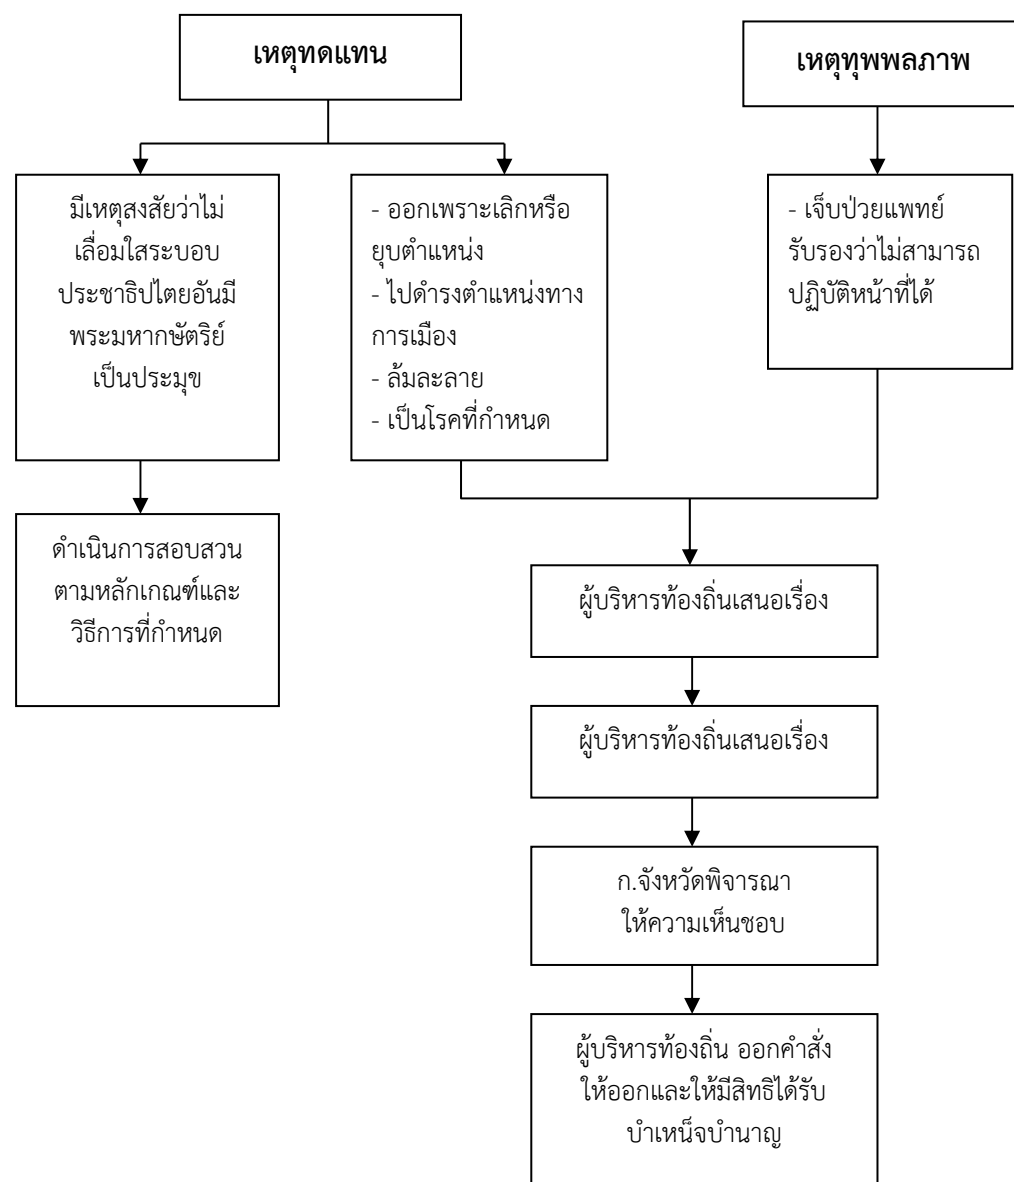 เหตุทดแทน
เหตุทุพพลภาพ
มีเหตุสงสัยว่าไม่
เลื่อมใสระบอบ
ประชาธิปไตยอันมี
พระมหากษัตริย์
เป็นประมุข
- ออกเพราะเลิกหรือ
ยุบตำแหน่ง
- ไปดำรงตำแหน่งทาง
การเมือง
- ล้มละลาย
- เป็นโรคที่กำหนด
- เจ็บป่วยแพทย์
รับรองว่าไม่สามารถ
ปฏิบัติหน้าที่ได้
ดำเนินการสอบสวน
ตามหลักเกณฑ์และ
วิธีการที่กำหนด
ผู้บริหารท้องถิ่นเสนอเรื่อง
ผู้บริหารท้องถิ่นเสนอเรื่อง
ก.จังหวัดพิจารณา
ให้ความเห็นชอบ
ผู้บริหารท้องถิ่น ออกคำสั่ง
ให้ออกและให้มีสิทธิได้รับ
บำเหน็จบำนาญ